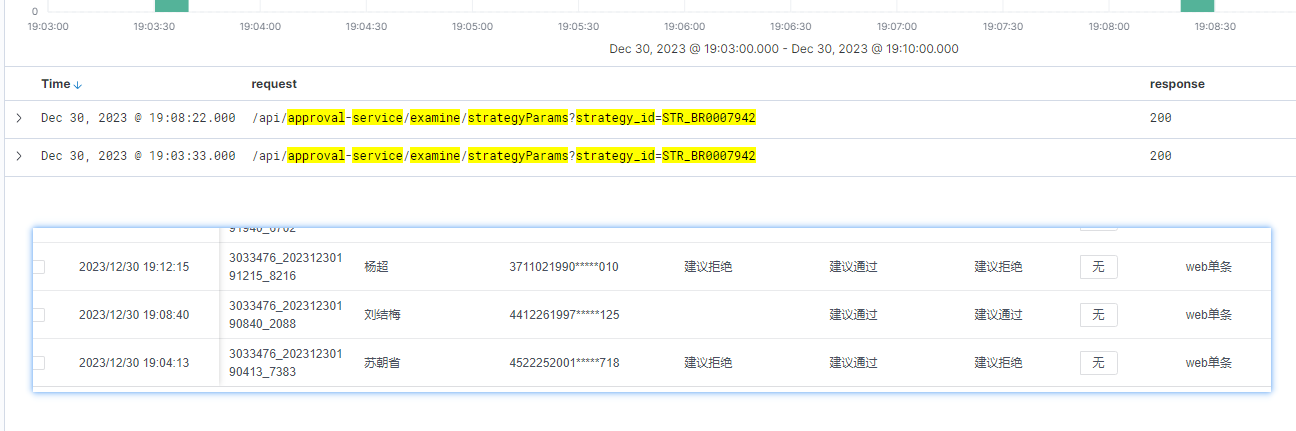 0
19:03:00 19:03:30 19:04:00 19:04:30 19:05:00 19:05:30 19:06:00 19:06:30 19:07:00 19:07:30 19:08:00 19:08:30
Dec 30, 2023 @ 19:03:00.000 - Dec 30, 2023 @ 19:10:00.000
Time request response
Dec 30, 2023 @ 19:08:22.000 /api/approval-service/examine/strategyParams?strategy_id=STR_BR0007942 200
Dec 30, 2023 @ 19:03:33.000 /api/approval-service/examine/strategyParams?strategy_id=STR_BR0007942 200
2023/12/30 19:12:15 3033476_202312301 杨超 3711021990*****010 建议拒绝 建议通过 建议拒绝 无 web单条
91215_8216
2023/12/30 19:08:40 3033476_202312301 刘结梅 4412261997*****125 建议通过 建议通过 无 web单条
90840_2088
2023/12/30 19:04:13 3033476_202312301 苏朝省 4522252001*****718 建议拒绝 建议通过 建议拒绝 无 web单条
90413_7383